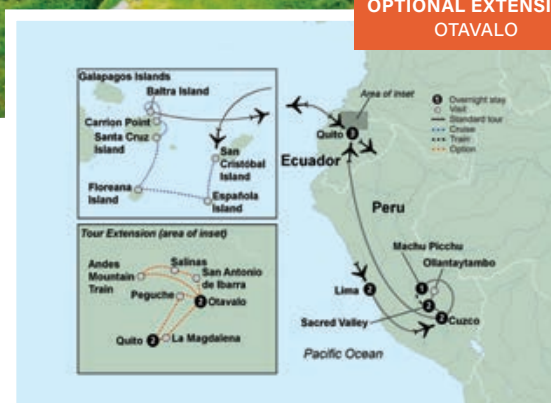 OPTIONAL EXTENSI
OTAVALO
Galapagos Islands
Baltra Island
Carrion Point
Santa Cruz
Island
San
Cristóbal
Island
Floreana
Island
Española
Island
Area of inset
Quito 3
Ecuador
1 Overnight stay
Visit
Standard tour
Cruise
Train
Option
Peru
Machu Picchu
1
Ollantaytambo
Lima 2
2
Sacred Valley
2 Cuzco
Pacific Ocean
Tour Extension (area of inset)
Andes
Mountain
Train
Salinas
San Antonio
de Ibarra
Peguche
2 Otavalo
Quito 2
La Magdalena